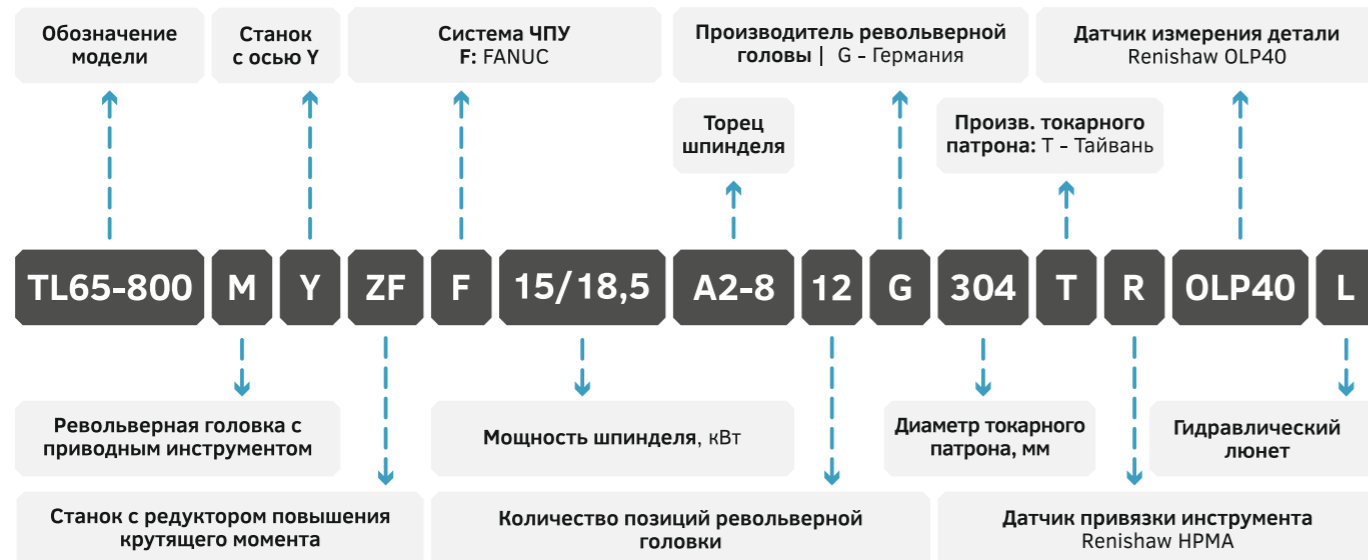 Обозначение
модели
Станок
с осью Y
Система ЧПУ
F: FANUC
Производитель револьверной
головы | G - Германия
Датчик измерения детали
Renishaw OLP40
Торец
шпинделя
Произв. токарного
патрона: Т - Тайвань
TL65-800 M Y ZF F 15/18,5 A2-8 12 G 304 T R OLP40 L
Револьверная головка с
приводным инструментом
Мощность шпинделя, кВт
Диаметр токарного
патрона, мм
Гидравлический
люнет
Станок с редуктором повышения
крутящего момента
Количество позиций револьверной
головки
Датчик привязки инструмента
Renishaw HPMA